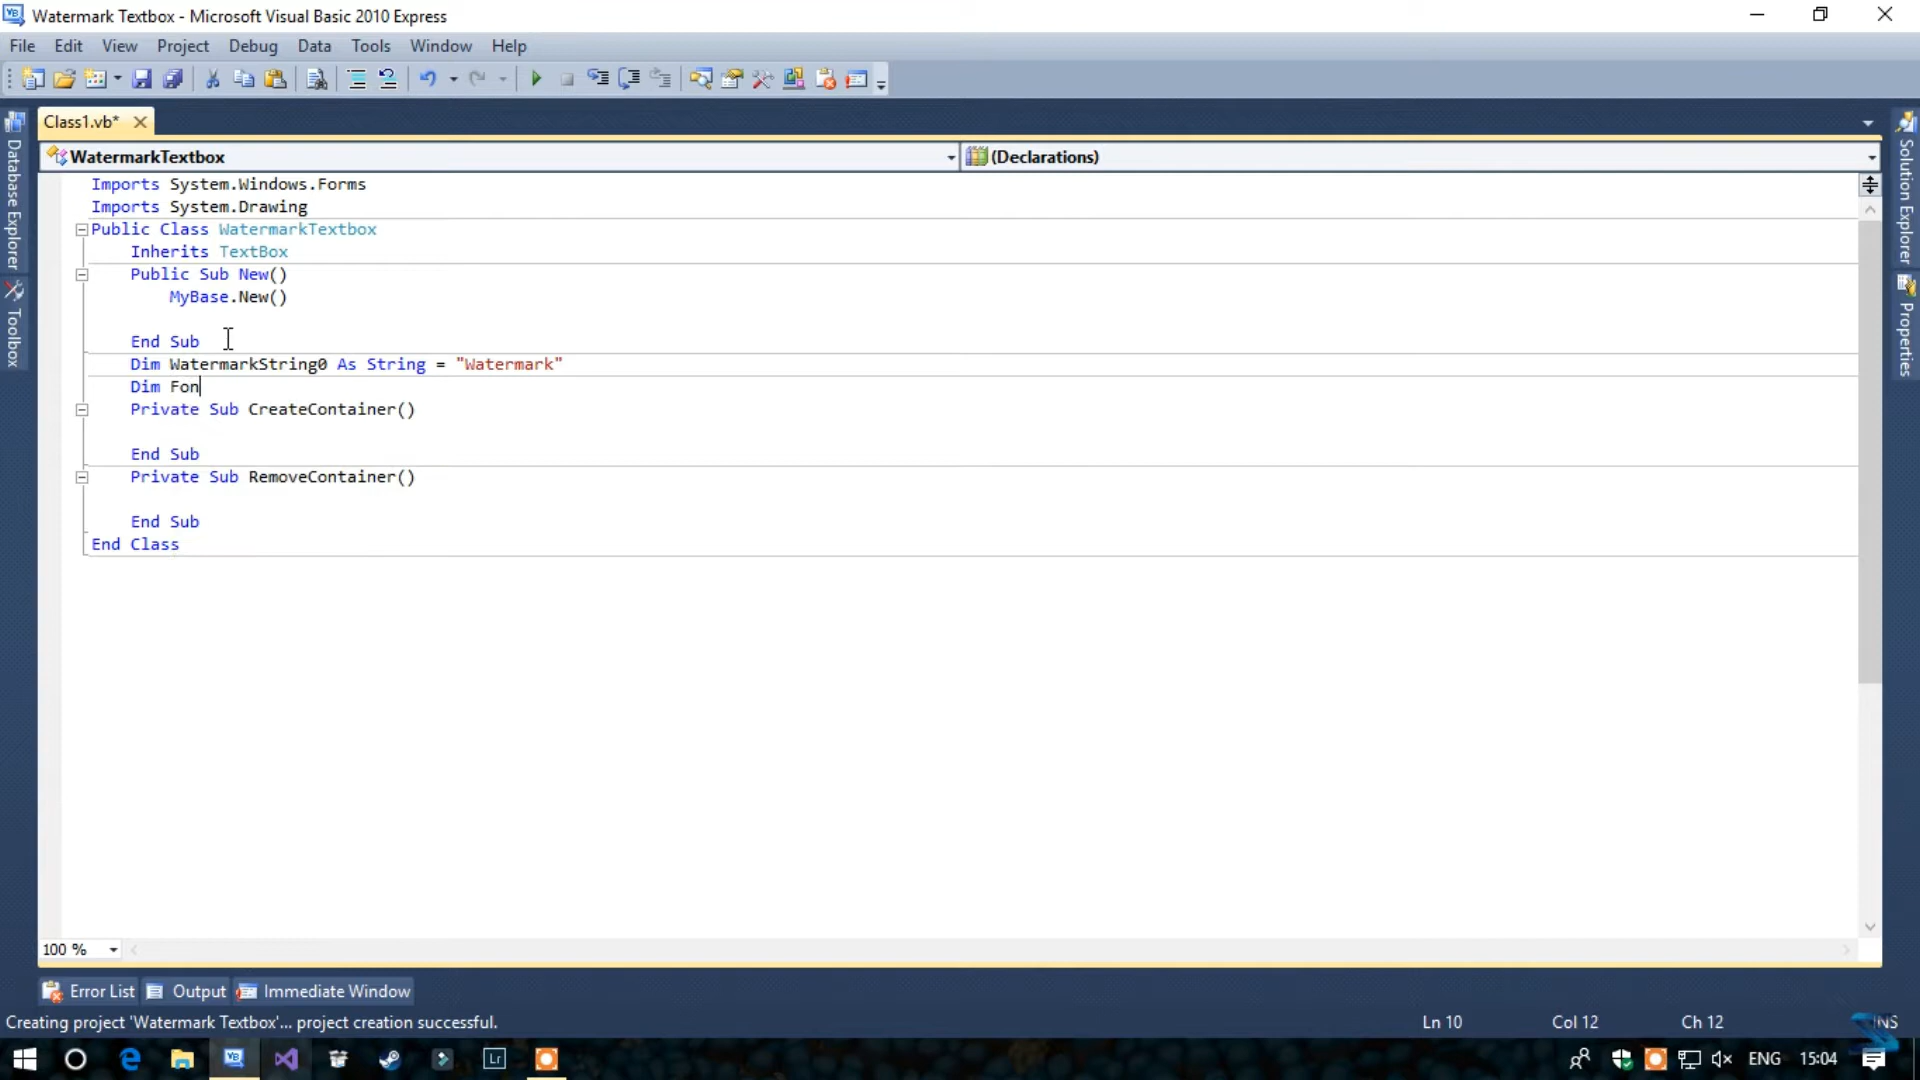 Watermark Textbox - Microsoft Visual Basic 2010 Express
File Edit View Project Debug Data Tools Window Help
Class1.vb*
WatermarkTextbox (Declarations)
Database Explorer
Toolbox
Solution Explorer
Properties
Imports System.Windows.Forms
Imports System.Drawing
Public Class WatermarkTextbox
Inherits TextBox
Public Sub New()
MyBase.New()
End Sub
Dim WatermarkString0 As String = "Watermark"
Dim Fon
Private Sub CreateContainer()
End Sub
Private Sub RemoveContainer()
End Sub
End Class
100 %
Error List Output Immediate Window
Creating project 'Watermark Textbox'... project creation successful. Ln 10 Col 12 Ch 12 INS
VB Lr ENG 15:04